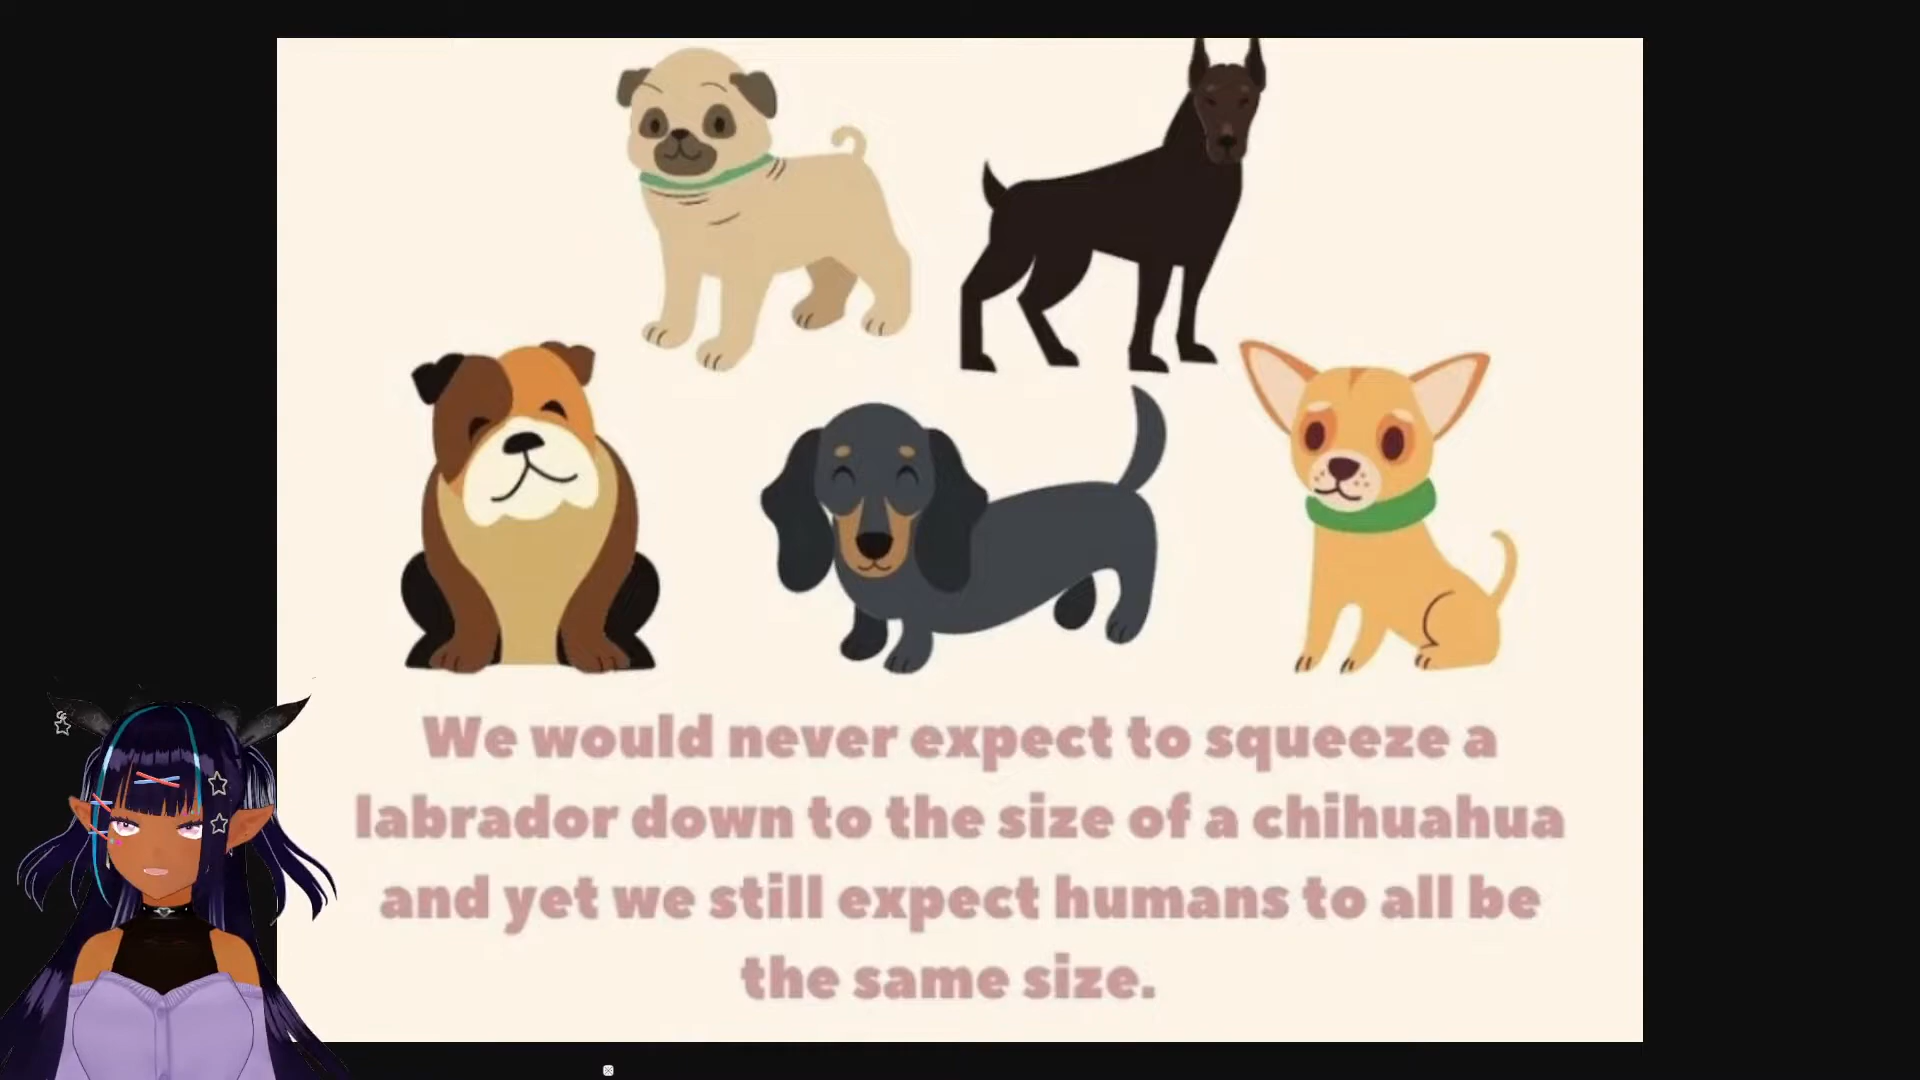 We would never expect to squeeze a
labrador down to the size of a chihuahua
and yet we still expect humans to all be
the same size.